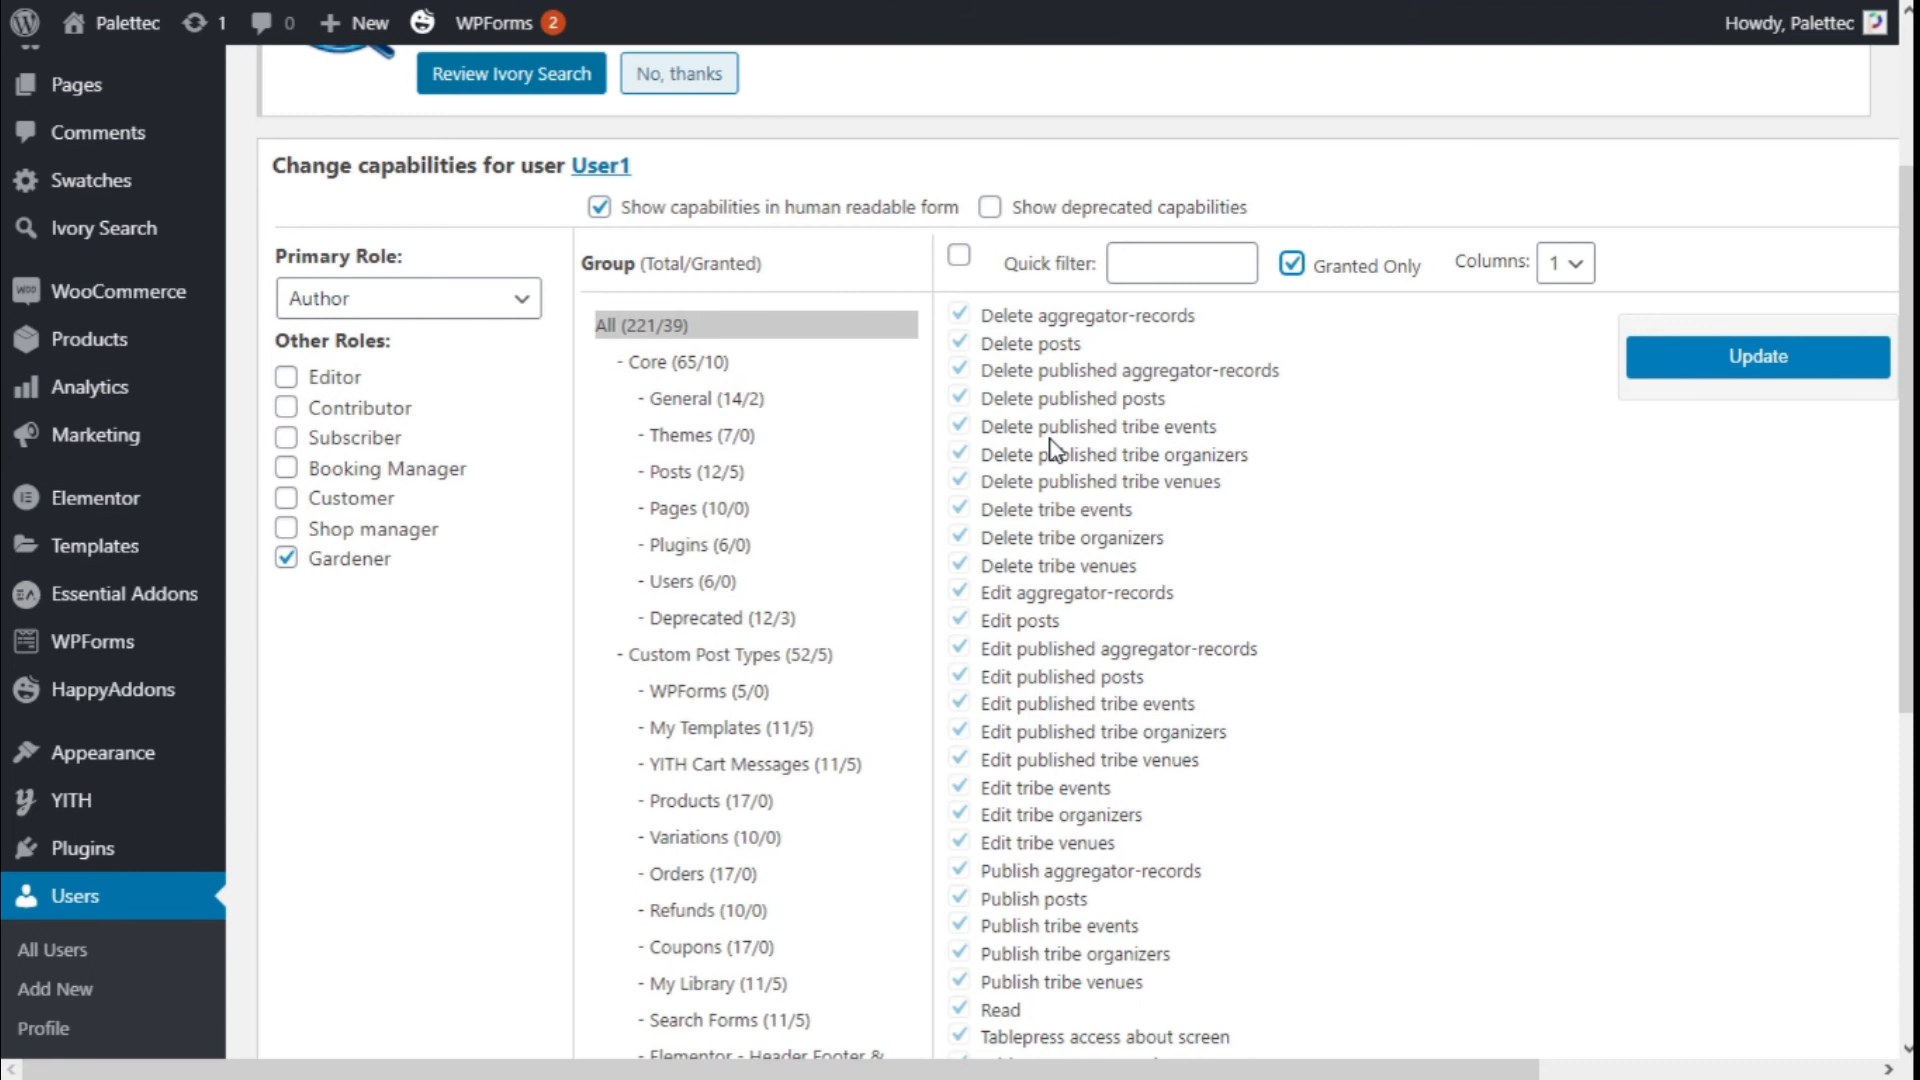 Palettec 1 0 New WPForms 2 Howdy, Palettec
Pages
Comments
Swatches
Ivory Search
WooCommerce
Products
Analytics
Marketing
Elementor
Templates
Essential Addons
WPForms
HappyAddons
Appearance
YITH
Plugins
Users
All Users
Add New
Profile
Review Ivory Search No, thanks
Change capabilities for user User1
Show capabilities in human readable form Show deprecated capabilities
Primary Role:
Author
Other Roles:
Editor
Contributor
Subscriber
Booking Manager
Customer
Shop manager
Gardener
Group (Total/Granted)
All (221/39)
- Core (65/10)
- General (14/2)
- Themes (7/0)
- Posts (12/5)
- Pages (10/0)
- Plugins (6/0)
- Users (6/0)
- Deprecated (12/3)
- Custom Post Types (52/5)
- WPForms (5/0)
- My Templates (11/5)
- YITH Cart Messages (11/5)
- Products (17/0)
- Variations (10/0)
- Orders (17/0)
- Refunds (10/0)
- Coupons (17/0)
- My Library (11/5)
- Search Forms (11/5)
- Elementor - Header Footer &
Quick filter: Granted Only Columns: 1
Delete aggregator-records
Delete posts
Delete published aggregator-records
Delete published posts
Delete published tribe events
Delete published tribe organizers
Delete published tribe venues
Delete tribe events
Delete tribe organizers
Delete tribe venues
Edit aggregator-records
Edit posts
Edit published aggregator-records
Edit published posts
Edit published tribe events
Edit published tribe organizers
Edit published tribe venues
Edit tribe events
Edit tribe organizers
Edit tribe venues
Publish aggregator-records
Publish posts
Publish tribe events
Publish tribe organizers
Publish tribe venues
Read
Tablepress access about screen
Update